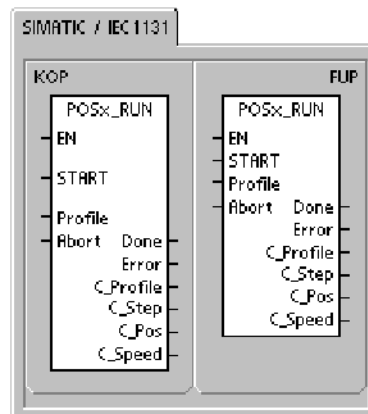 SIMATIC / IEC 1131
KOP
POSx_RUN
EN
START
Profile
Abort Done
Error
C_Profile
C_Step
C_Pos
C_Speed
FUP
POSx_RUN
EN
START
Profile
Abort Done
Error
C_Profile
C_Step
C_Pos
C_Speed